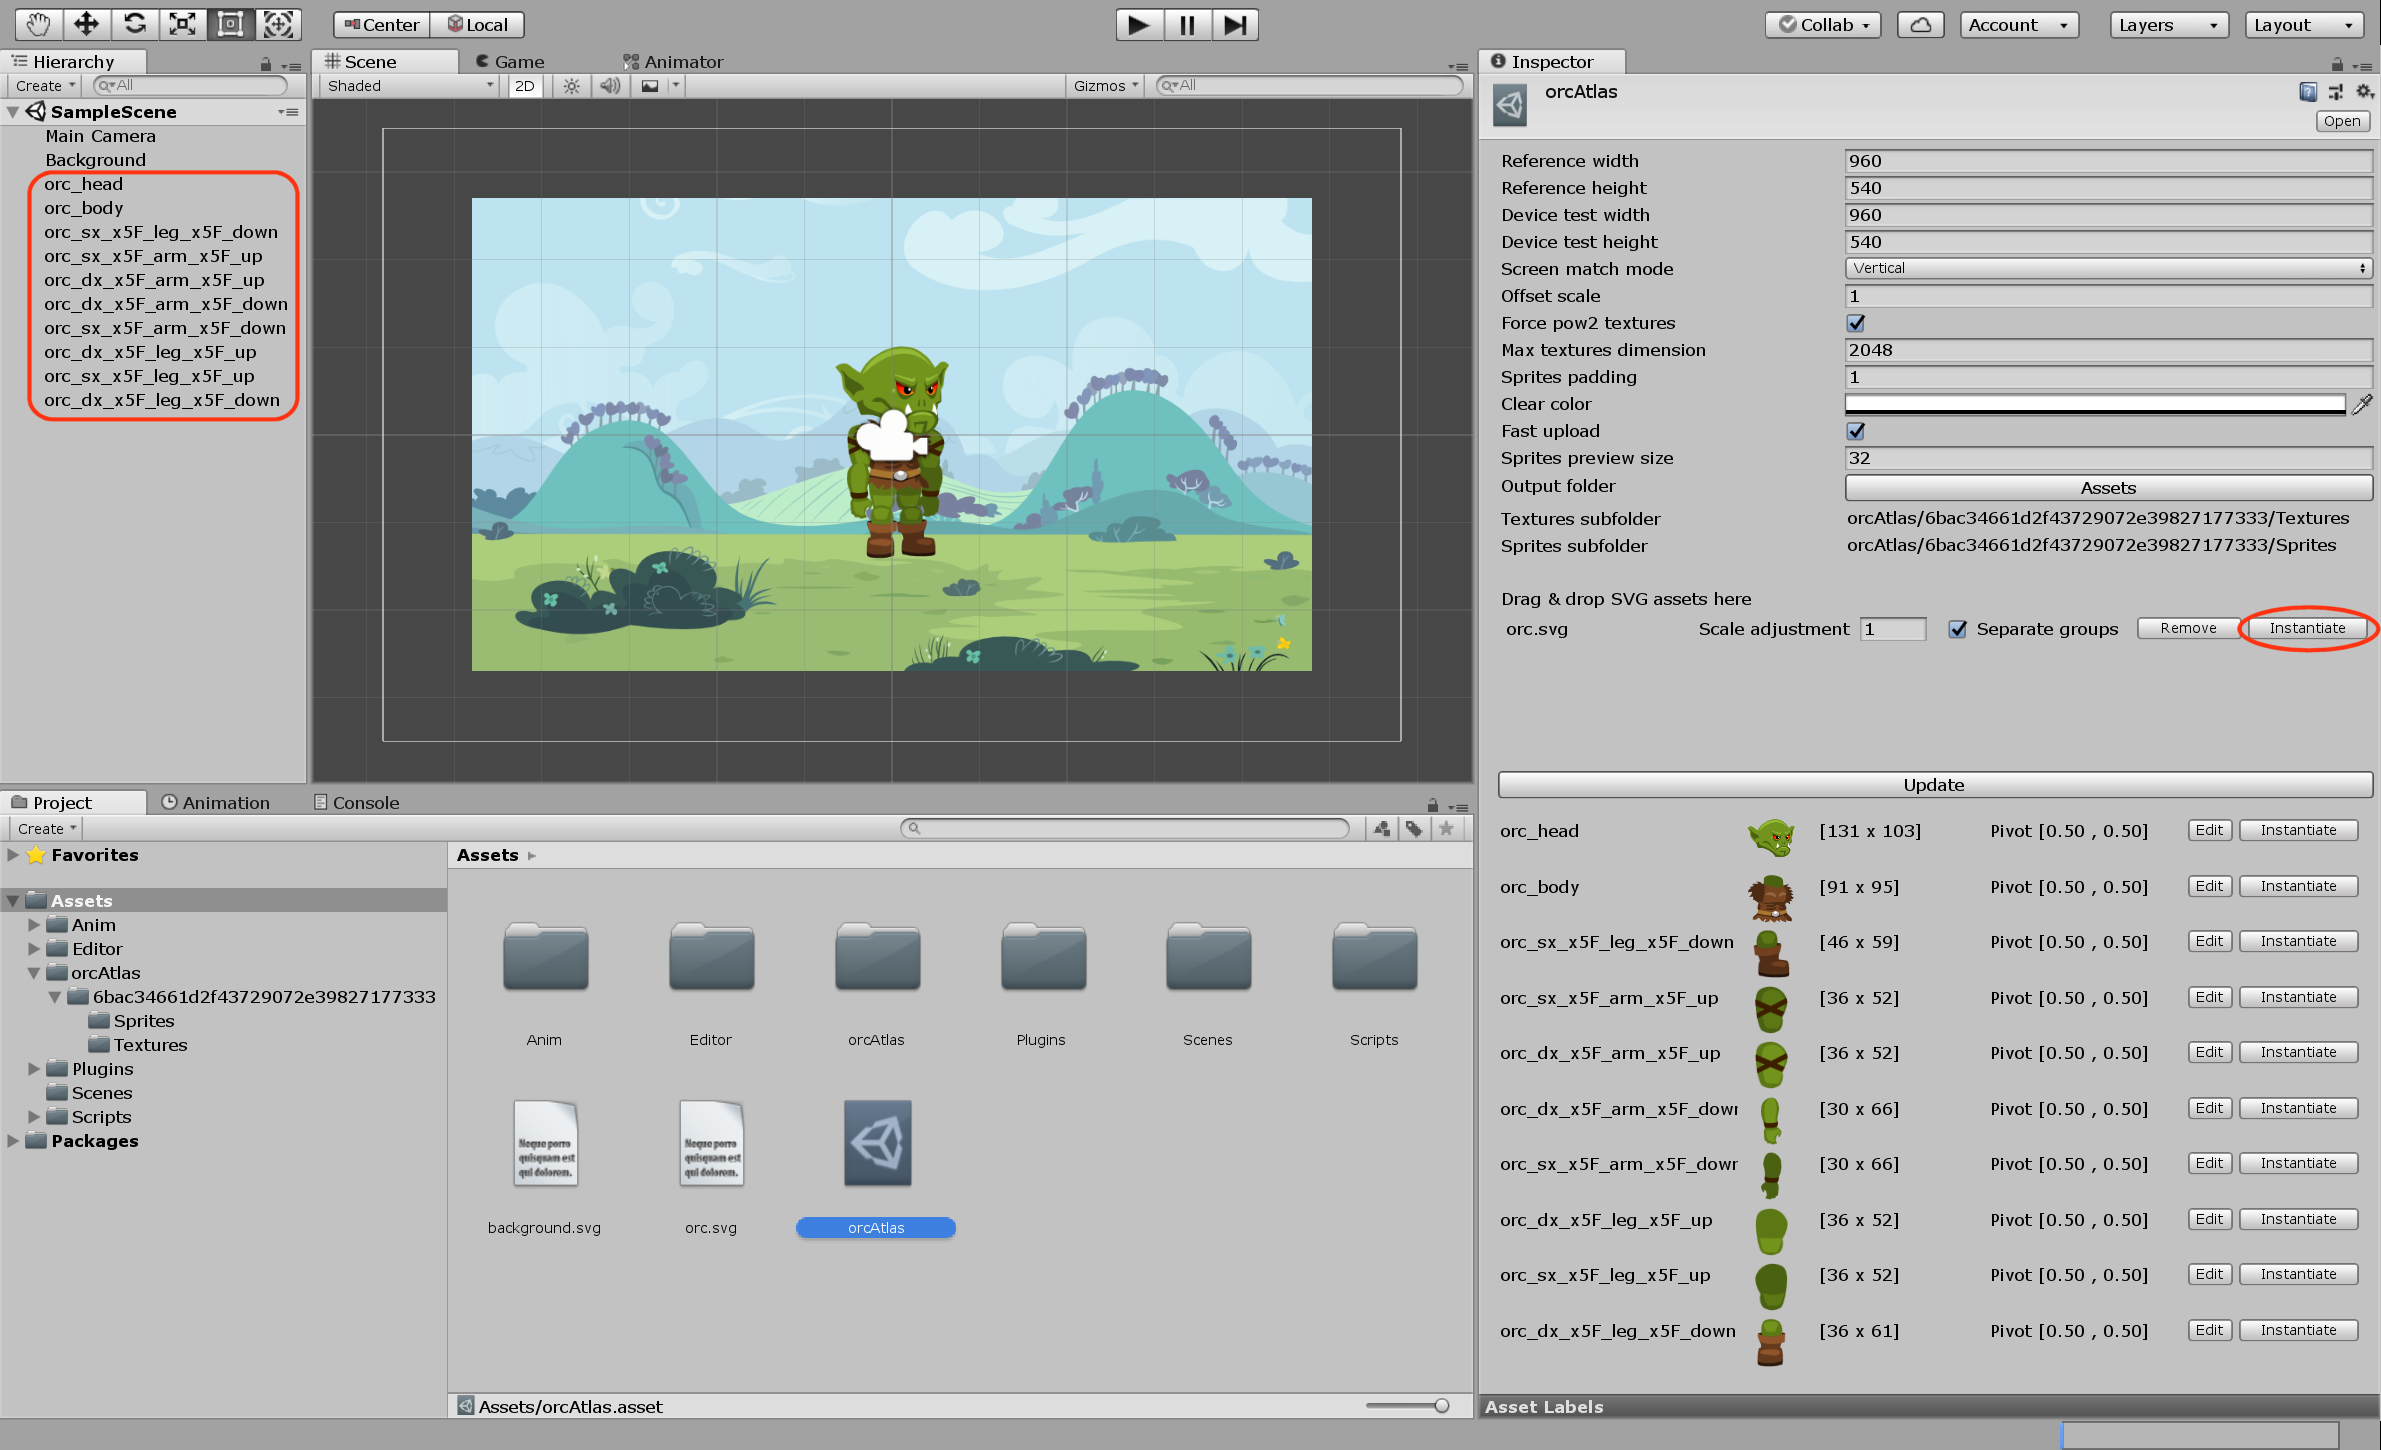 Center Local
Collab Account Layers Layout
Hierarchy
Create All
SampleScene
Main Camera
Background
orc_head
orc_body
orc_sx_x5F_leg_x5F_down
orc_sx_x5F_arm_x5F_up
orc_dx_x5F_arm_x5F_up
orc_dx_x5F_arm_x5F_down
orc_sx_x5F_arm_x5F_down
orc_dx_x5F_leg_x5F_up
orc_sx_x5F_leg_x5F_up
orc_dx_x5F_leg_x5F_down
Scene Game Animator
Shaded 2D Gizmos All
Inspector
orcAtlas
Open
Reference width 960
Reference height 540
Device test width 960
Device test height 540
Screen match mode Vertical
Offset scale 1
Force pow2 textures
Max textures dimension 2048
Sprites padding 1
Clear color
Fast upload
Sprites preview size 32
Output folder Assets
Textures subfolder orcAtlas/6bac34661d2f43729072e39827177333/Textures
Sprites subfolder orcAtlas/6bac34661d2f43729072e39827177333/Sprites
Drag & drop SVG assets here
orc.svg Scale adjustment 1 Separate groups Remove Instantiate
Update
orc_head [131 x 103] Pivot [0.50 , 0.50] Edit Instantiate
orc_body [91 x 95] Pivot [0.50 , 0.50] Edit Instantiate
orc_sx_x5F_leg_x5F_down [46 x 59] Pivot [0.50 , 0.50] Edit Instantiate
orc_sx_x5F_arm_x5F_up [36 x 52] Pivot [0.50 , 0.50] Edit Instantiate
orc_dx_x5F_arm_x5F_up [36 x 52] Pivot [0.50 , 0.50] Edit Instantiate
orc_dx_x5F_arm_x5F_down [30 x 66] Pivot [0.50 , 0.50] Edit Instantiate
orc_sx_x5F_arm_x5F_down [30 x 66] Pivot [0.50 , 0.50] Edit Instantiate
orc_dx_x5F_leg_x5F_up [36 x 52] Pivot [0.50 , 0.50] Edit Instantiate
orc_sx_x5F_leg_x5F_up [36 x 52] Pivot [0.50 , 0.50] Edit Instantiate
orc_dx_x5F_leg_x5F_down [36 x 61] Pivot [0.50 , 0.50] Edit Instantiate
Asset Labels
Project Animation Console
Create
Favorites
Assets
Anim
Editor
orcAtlas
6bac34661d2f43729072e39827177333
Sprites
Textures
Plugins
Scenes
Scripts
Packages
Assets
Anim Editor orcAtlas Plugins Scenes Scripts
Neque porro Neque porro
quisquam est quisquam est
qui dolorem. qui dolorem.
background.svg orc.svg orcAtlas
Assets/orcAtlas.asset